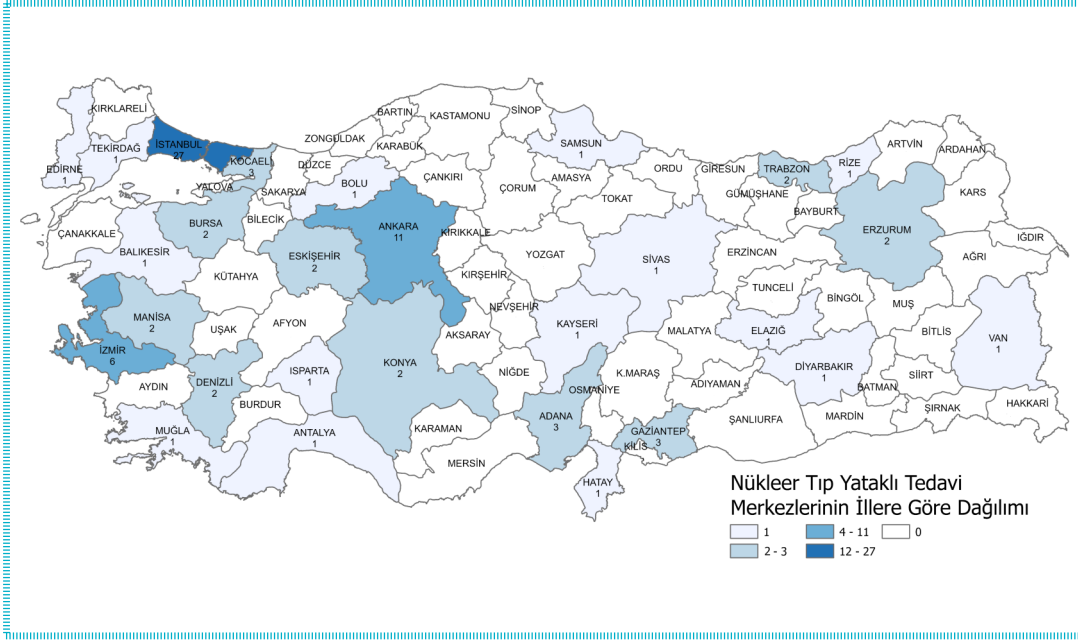 KIRKLARELİ
EDİRNE
1
TEKİRDAĞ
1
İSTANBUL
27
KOCAELİ
3
YALOVA
SAKARYA
DÜZCE
ZONGULDAK
BARTIN
KARABÜK
KASTAMONU
SİNOP
SAMSUN
1
BOLU
1
ÇANKIRI
ÇORUM
AMASYA
TOKAT
ORDU
GİRESUN
TRABZON
2
RİZE
1
ARTVİN
ARDAHAN
KARS
GÜMÜŞHANE
BAYBURT
ERZURUM
2
IĞDIR
AĞRI
ÇANAKKALE
BALIKESİR
1
BURSA
2
BİLECİK
ESKİŞEHİR
2
ANKARA
11
KIRIKKALE
YOZGAT
SİVAS
1
ERZİNCAN
TUNCELİ
BİNGÖL
MUŞ
BİTLİS
VAN
1
KÜTAHYA
KIRŞEHİR
NEVŞEHİR
KAYSERİ
1
MALATYA
ELAZIĞ
1
DİYARBAKIR
1
BATMAN
SİİRT
ŞIRNAK
HAKKARİ
MANİSA
2
İZMİR
6
UŞAK
AFYON
AKSARAY
KONYA
2
NİĞDE
ISPARTA
1
AYDIN
DENİZLİ
2
BURDUR
MUĞLA
1
ANTALYA
1
KARAMAN
MERSİN
ADANA
3
OSMANİYE
K.MARAŞ
ADIYAMAN
GAZİANTEP
3
KİLİS
ŞANLIURFA
MARDİN
HATAY
1
Nükleer Tıp Yataklı Tedavi
Merkezlerinin İllere Göre Dağılımı
1
4 - 11
0
2 - 3
12 - 27